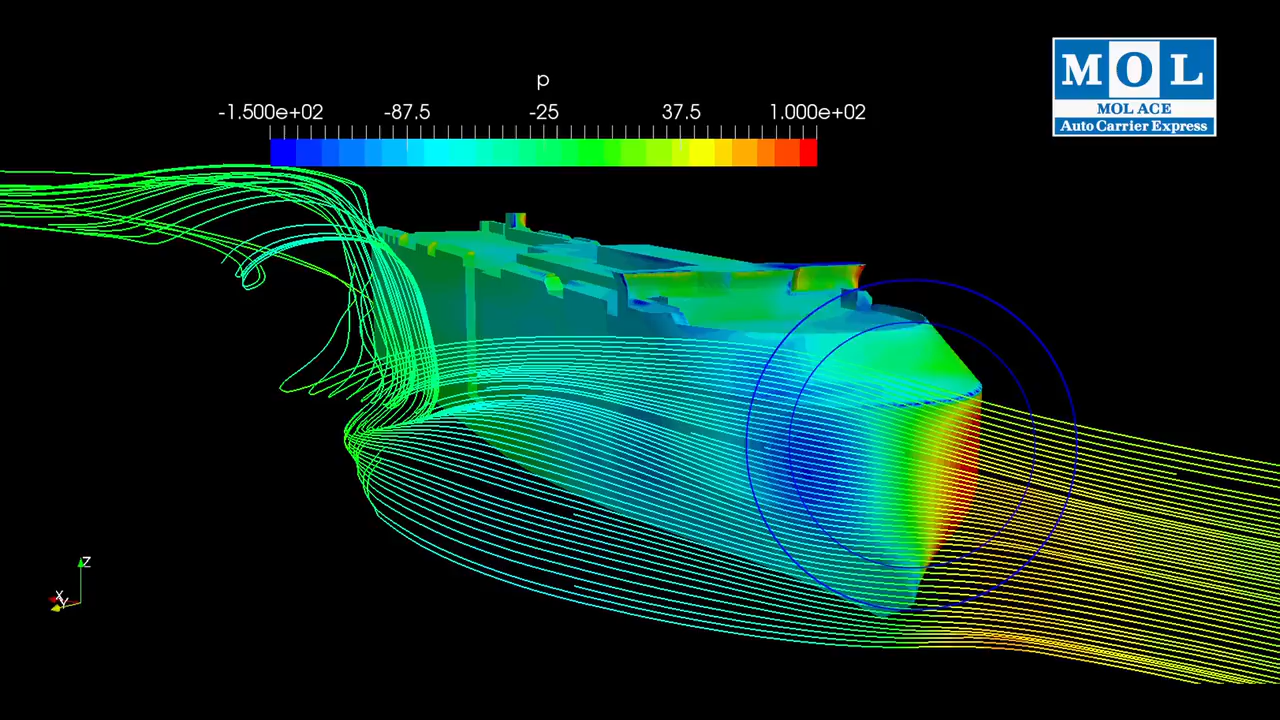 p
-1.500e+02 -87.5 -25 37.5 1.000e+02
MOL
MOL ACE
Auto Carrier Express
Z
X
Y